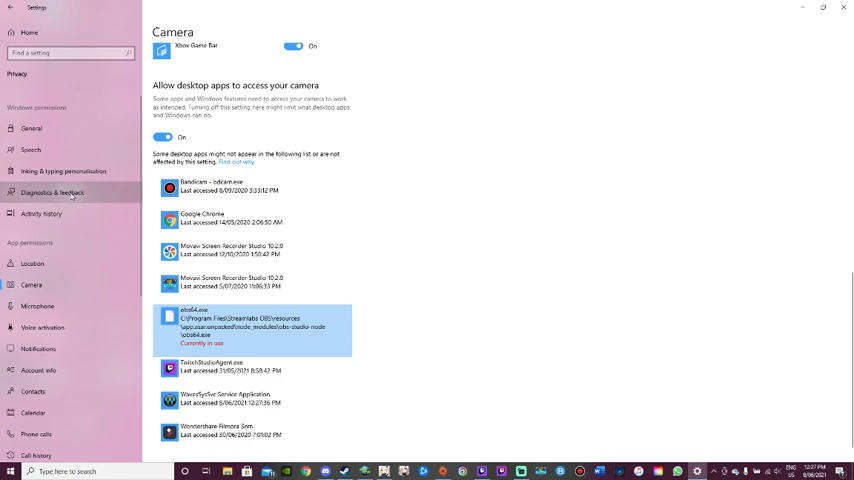 Settings
Home
Find a setting
Privacy
Windows permissions
General
Speech
Inking & typing personalisation
Diagnostics & feedback
Activity history
App permissions
Location
Camera
Microphone
Voice activation
Notifications
Account info
Contacts
Calendar
Phone calls
Call history
Camera
Xbox Game Bar
On
Allow desktop apps to access your camera
Some apps and Windows features need to access your camera to work
as intended. Turning off this setting here might limit what desktop apps
and Windows can do.
On
Some desktop apps might not appear in the following list or are not
affected by this setting. Find out why
Bandicam - bdcam.exe
Last accessed 8/09/2020 3:33:12 PM
Google Chrome
Last accessed 14/05/2020 2:06:50 AM
Movavi Screen Recorder Studio 10.2.0
Last accessed 12/10/2020 1:50:42 PM
Movavi Screen Recorder Studio 10.2.0
Last accessed 5/07/2020 11:06:33 PM
obs64.exe
C:\Program Files\Streamlabs OBS\resources
\app.asar.unpacked\node_modules\obs-studio-node
\obs64.exe
Currently in use
TwitchStudioAgent.exe
Last accessed 31/05/2021 8:58:42 PM
WavesSysSvc Service Application
Last accessed 8/06/2021 12:27:36 PM
Wondershare Filmora Scrn
Last accessed 30/06/2020 7:01:02 PM
Type here to search
ENG
US
12:27 PM
8/06/2021